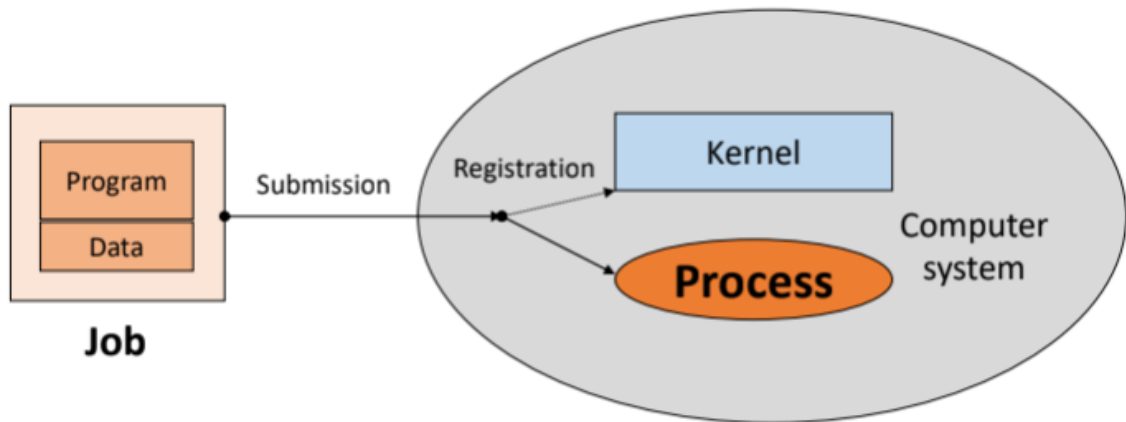 Program
Data
Job
Submission
Registration
Kernel
Process
Computer
system